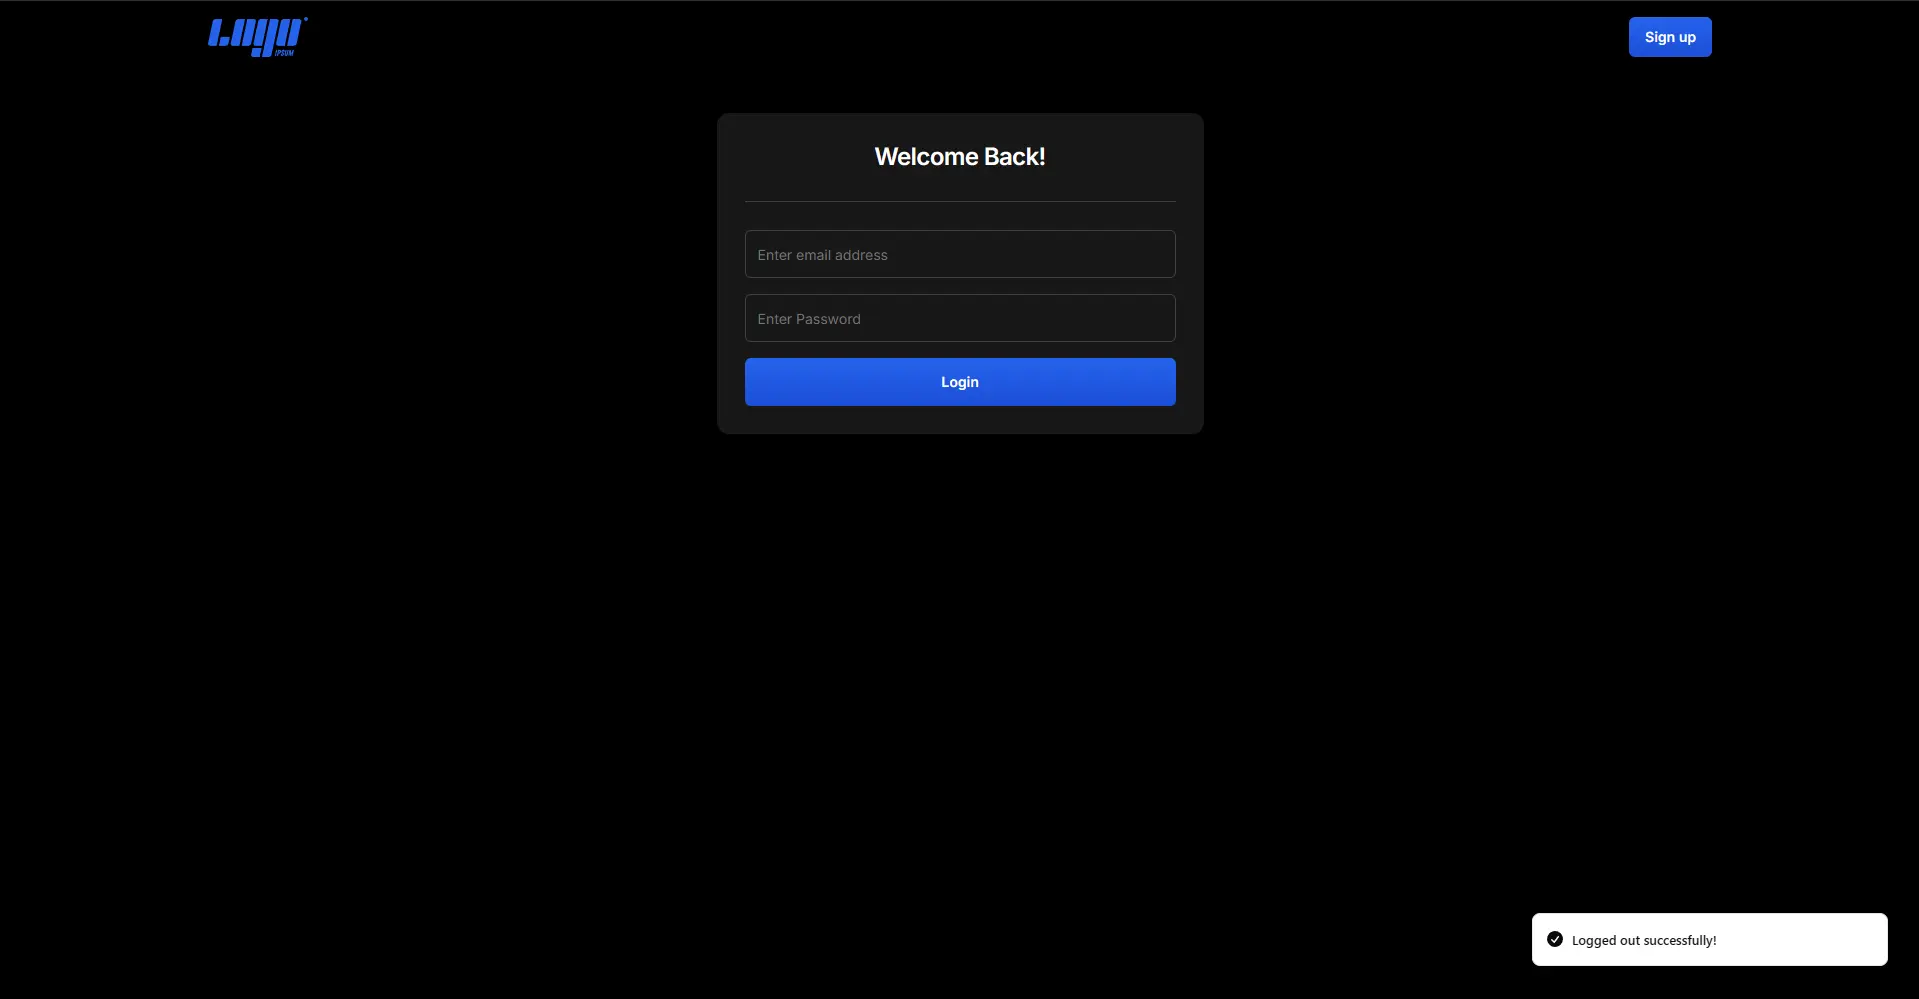 Logo
IPSUM
Sign up
Welcome Back!
Enter email address
Enter Password
Login
Logged out successfully!